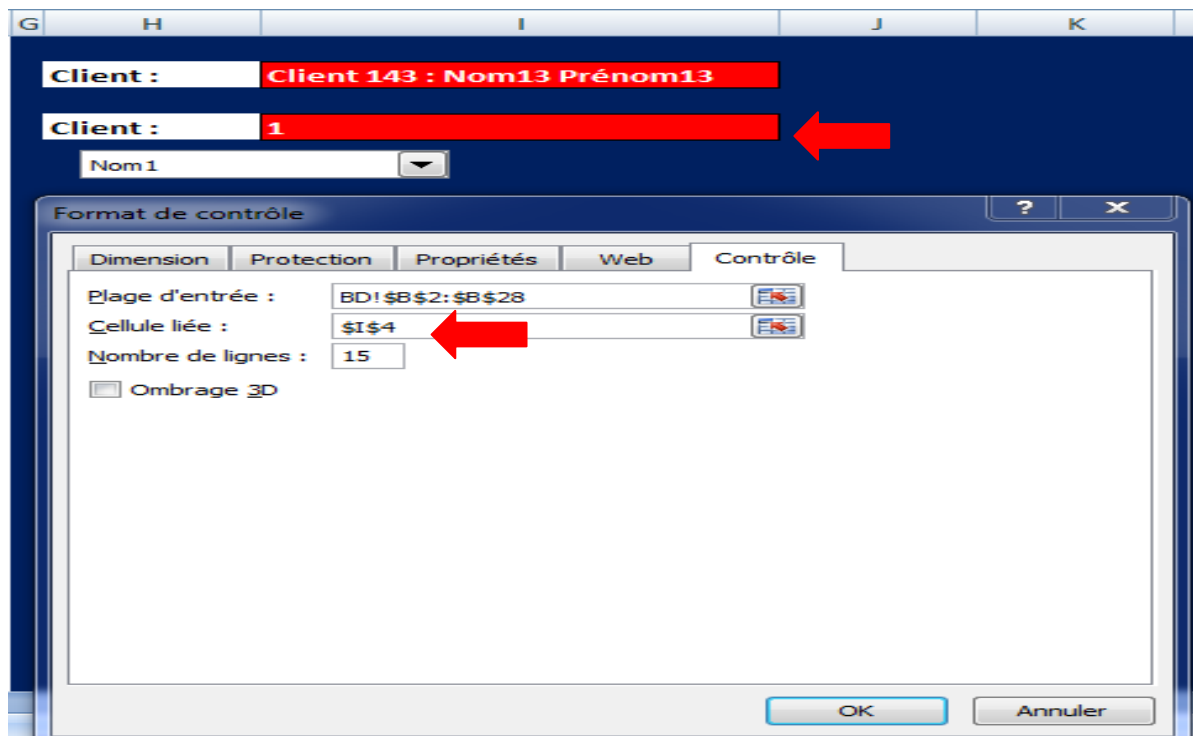 G H I J K
Client : Client 143 : Nom13 Prénom13
Client : 1
Nom1
Format de contrôle ? x
Dimension Protection Propriétés Web Contrôle
Plage d'entrée : BD!$B$2:$B$28
Cellule liée : $I$4
Nombre de lignes : 15
Ombrage 3D
OK Annuler